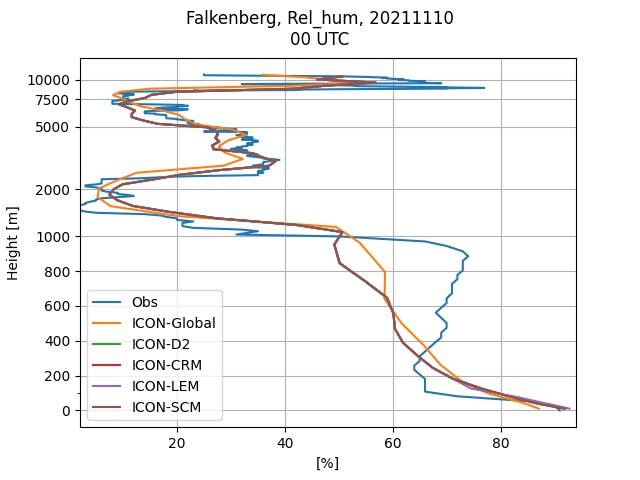 Falkenberg, Rel_hum, 20211110
00 UTC
Height [m]
10000
7500
5000
2000
1000
800
600
400
200
0
Obs
ICON-Global
ICON-D2
ICON-CRM
ICON-LEM
ICON-SCM
20
40
60
80
[%]